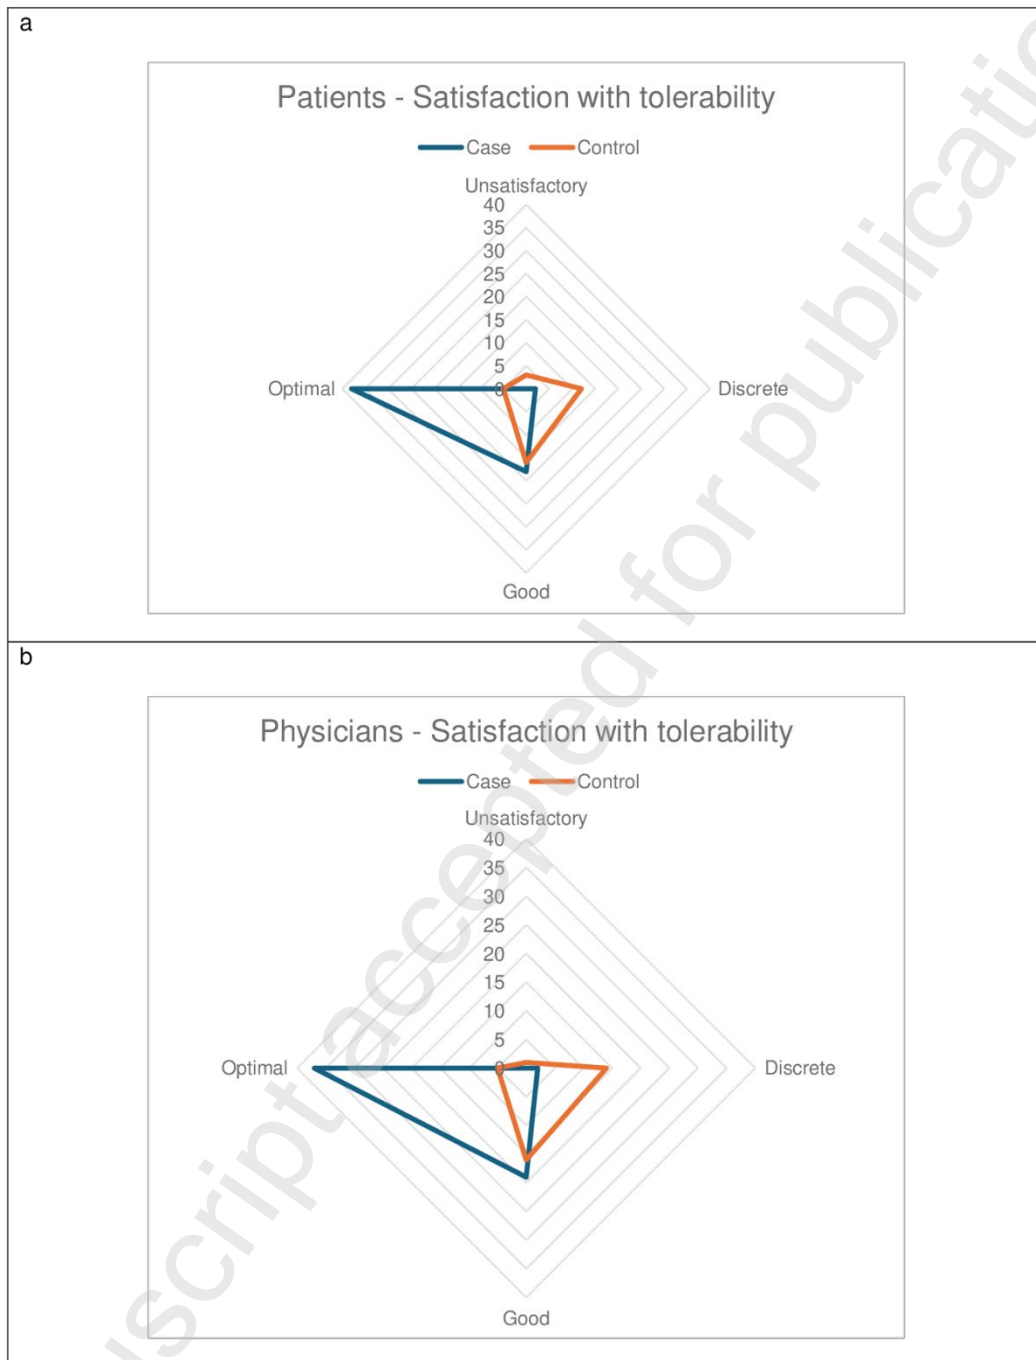 a
Patients - Satisfaction with tolerability
Case Control
Unsatisfactory
40
35
30
25
20
15
10
5
0
Optimal
Discrete
Good
b
Physicians - Satisfaction with tolerability
Case Control
Unsatisfactory
40
35
30
25
20
15
10
5
0
Optimal
Discrete
Good
uscript accepted for publicatio